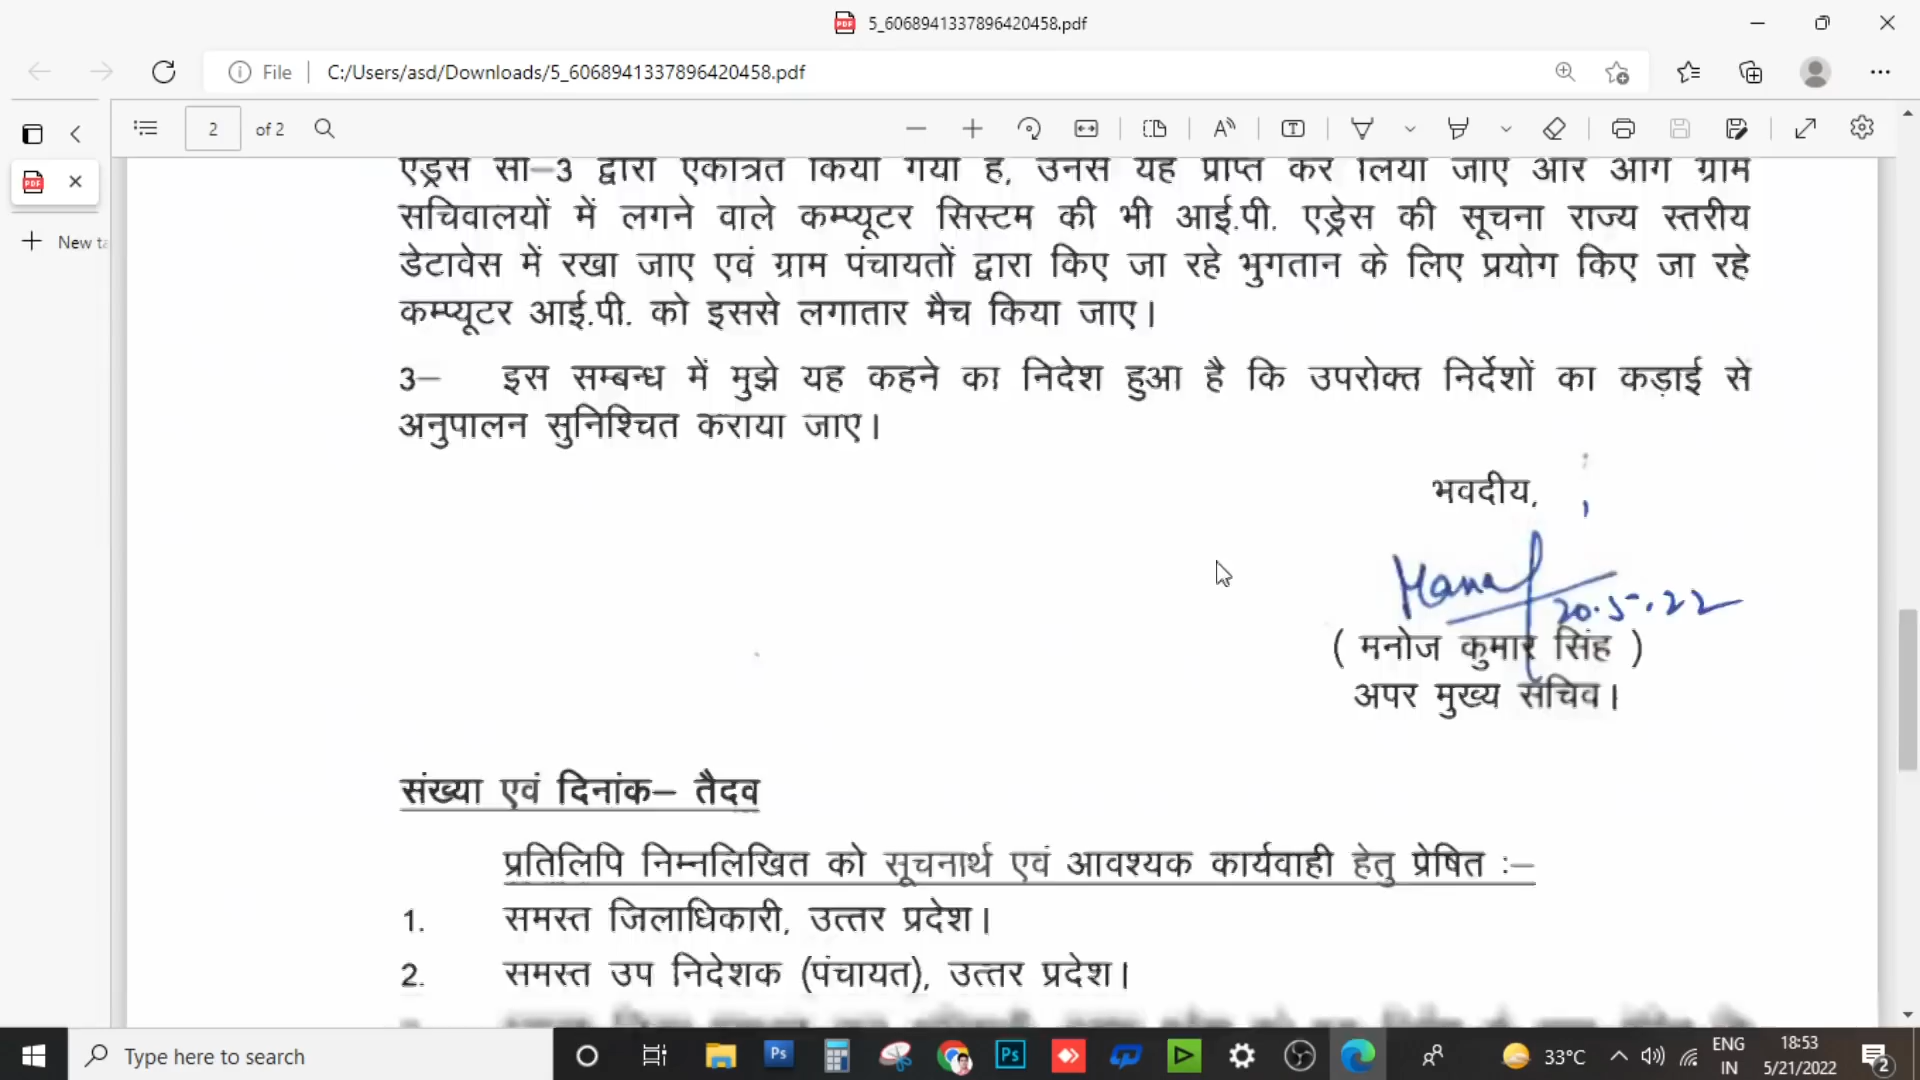 5_6068941337896420458.pdf
File C:/Users/asd/Downloads/5_6068941337896420458.pdf
2 of 2
New ta
एड्रेस सी–3 द्वारा एकत्रित किया गया है, उनसे यह प्राप्त कर लिया जाए और आगे ग्राम
सचिवालयों में लगने वाले कम्प्यूटर सिस्टम की भी आई.पी. एड्रेस की सूचना राज्य स्तरीय
डेटावेस में रखा जाए एवं ग्राम पंचायतों द्वारा किए जा रहे भुगतान के लिए प्रयोग किए जा रहे
कम्प्यूटर आई.पी. को इससे लगातार मैच किया जाए।
3– इस सम्बन्ध में मुझे यह कहने का निदेश हुआ है कि उपरोक्त निर्देशों का कड़ाई से
अनुपालन सुनिश्चित कराया जाए।
भवदीय,
20.5.22
( मनोज कुमार सिंह )
अपर मुख्य सचिव।
संख्या एवं दिनांक– तैदव
प्रतिलिपि निम्नलिखित को सूचनार्थ एवं आवश्यक कार्यवाही हेतु प्रेषित :–
1. समस्त जिलाधिकारी, उत्तर प्रदेश।
2. समस्त उप निदेशक (पंचायत), उत्तर प्रदेश।
Type here to search
33°C
ENG
IN
18:53
5/21/2022
2